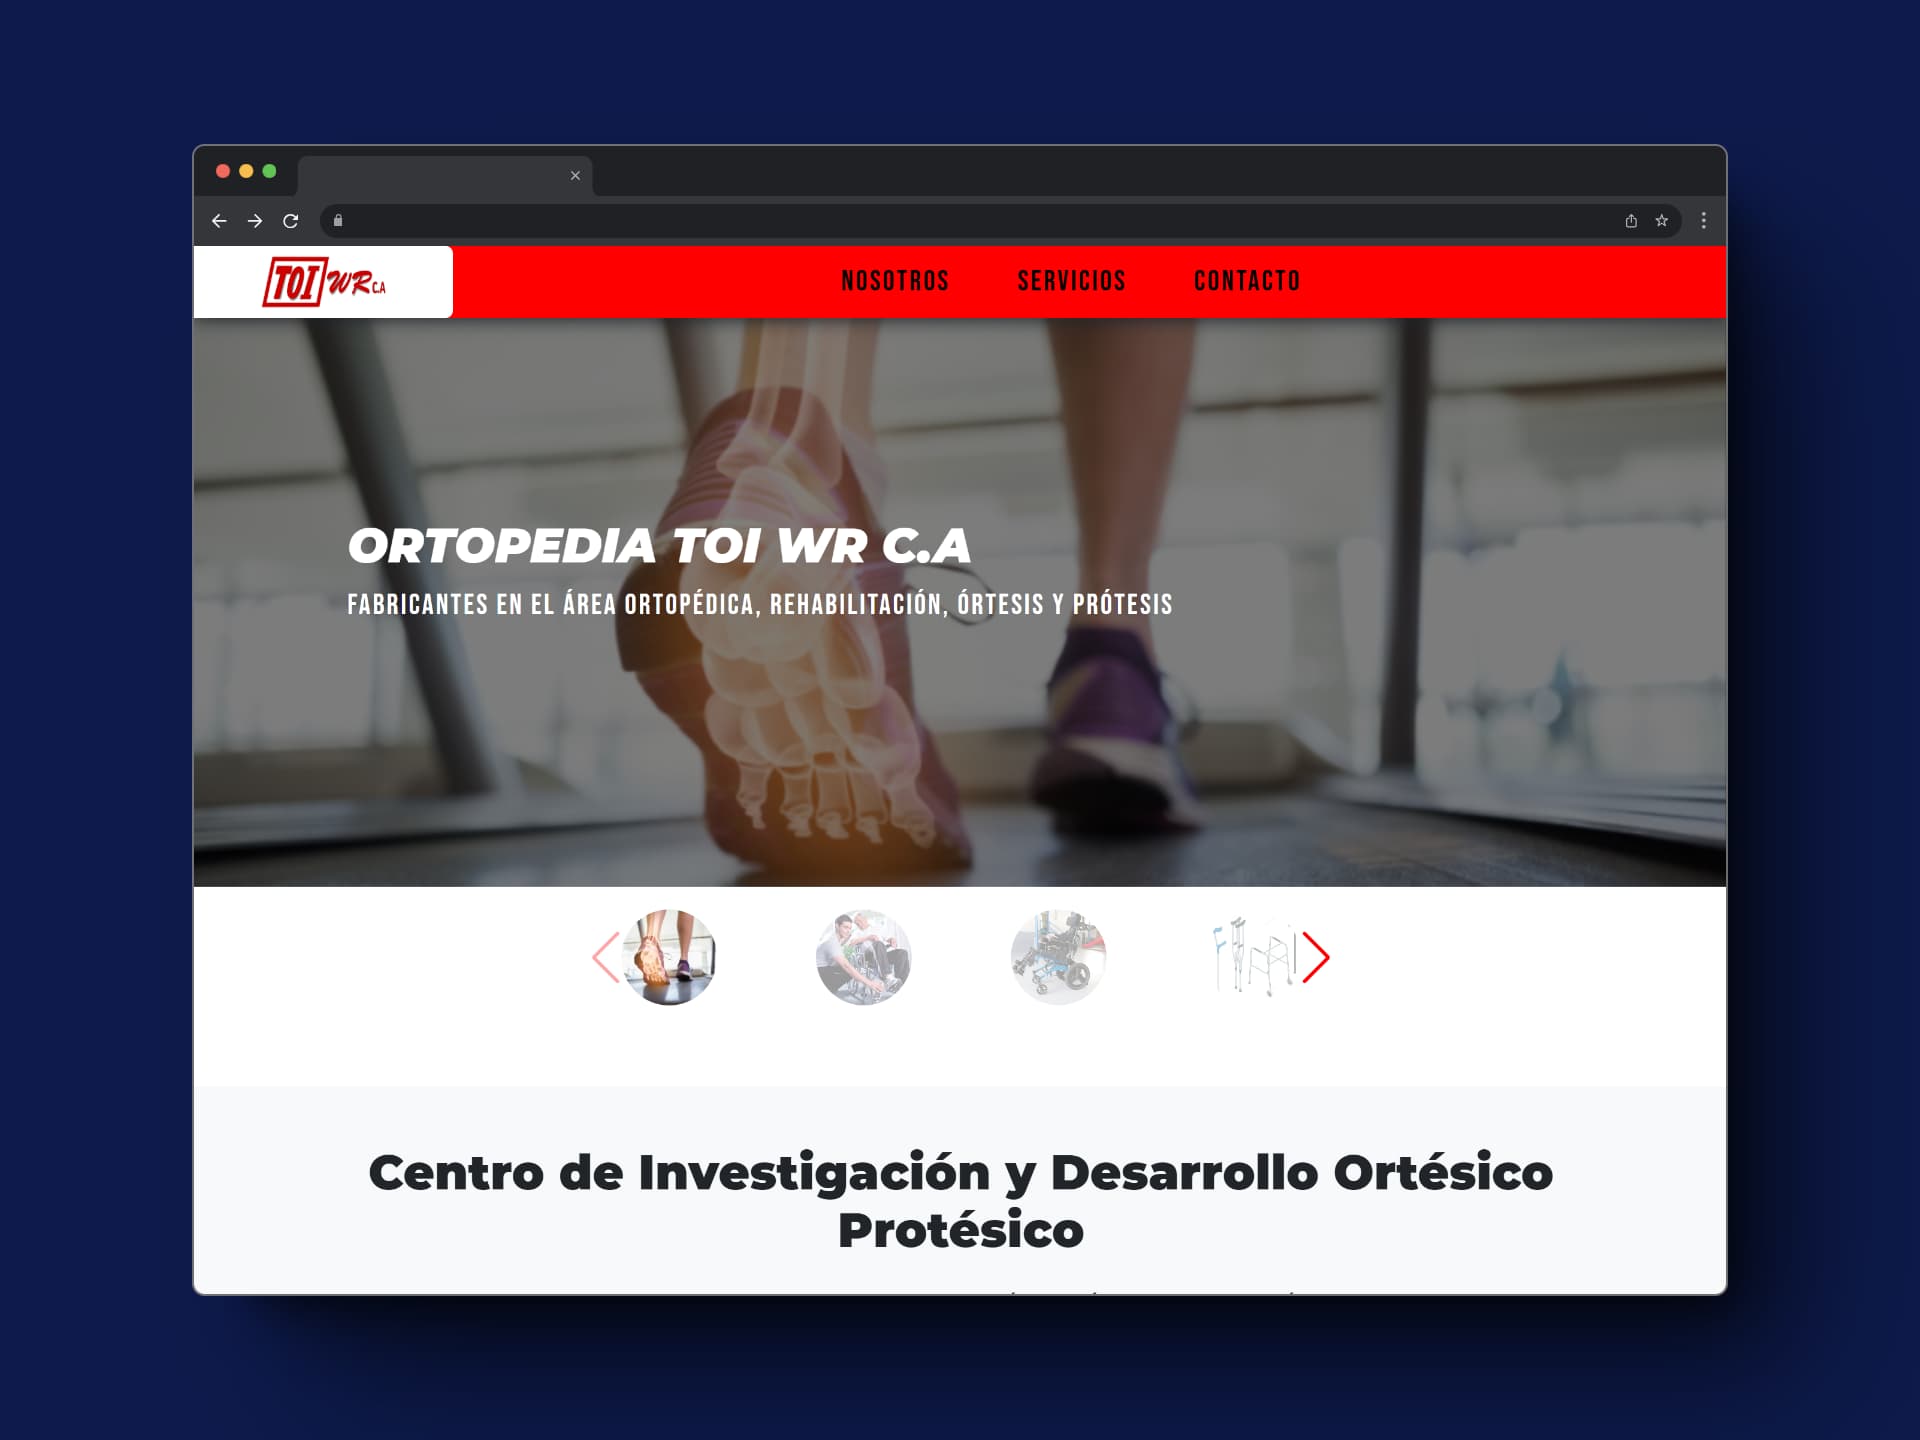 TOI WR C.A
NOSOTROS SERVICIOS CONTACTO
ORTOPEDIA TOI WR C.A
FABRICANTES EN EL ÁREA ORTOPÉDICA, REHABILITACIÓN, ÓRTESIS Y PRÓTESIS
Centro de Investigación y Desarrollo Ortésico
Protésico